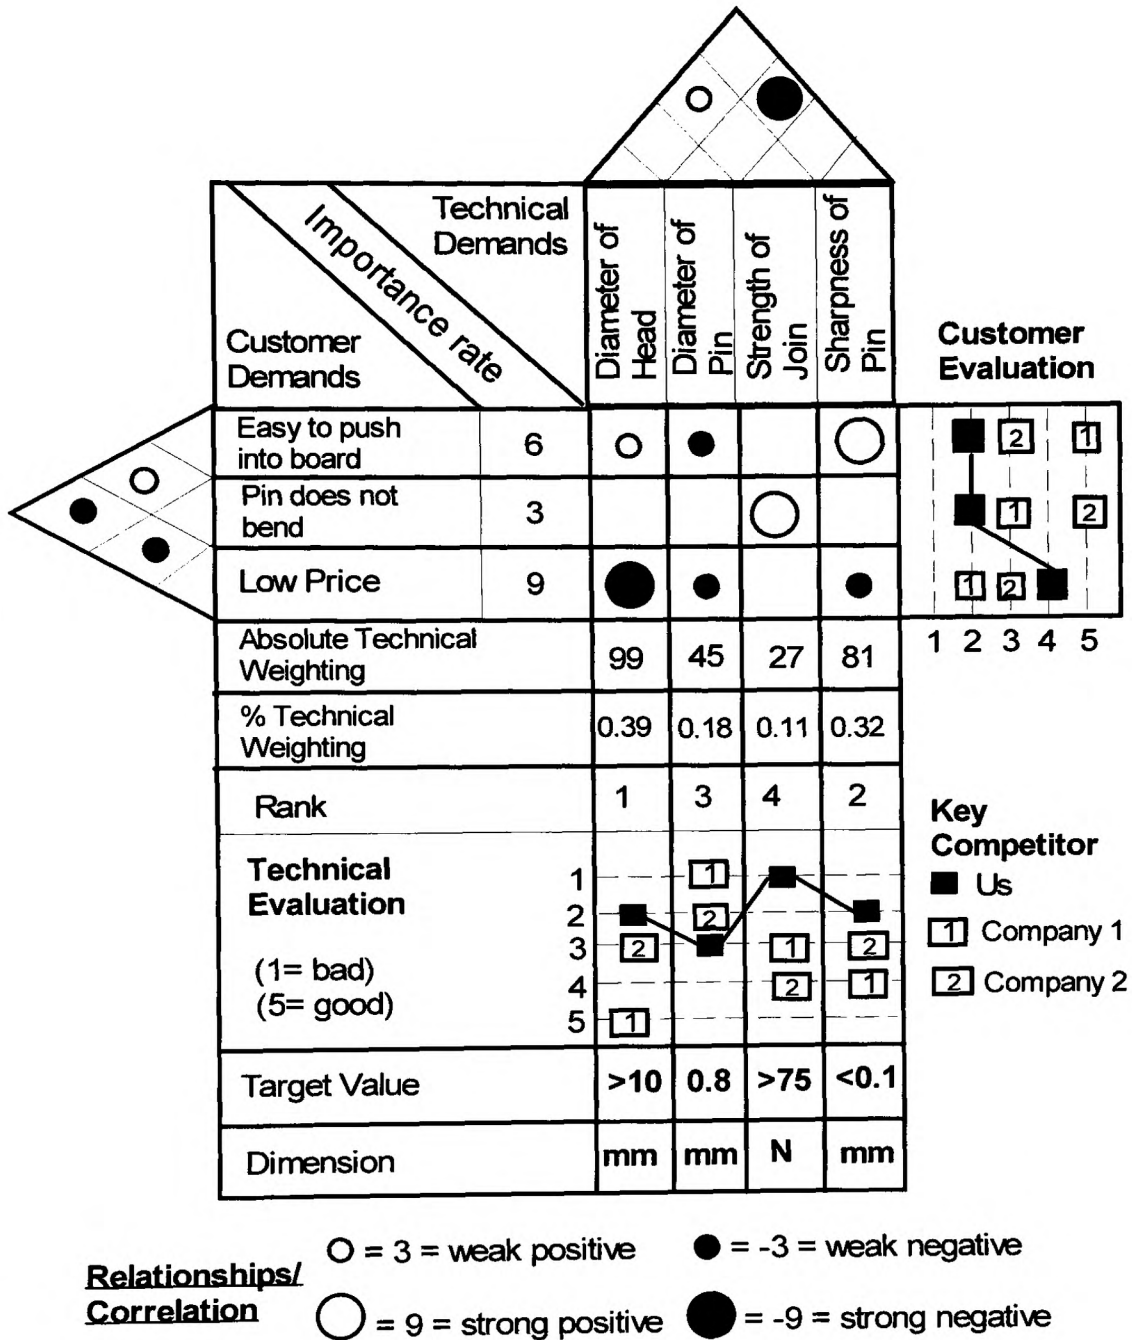 Technical
Demands
Importance rate
Customer
Demands
Diameter of
Head
Diameter of
Pin
Strength of
Join
Sharpness of
Pin
Customer
Evaluation
Easy to push
into board
6
2
1
Pin does not
bend
3
1
2
Low Price
9
1
2
1 2 3 4 5
Absolute Technical
Weighting
99 45 27 81
% Technical
Weighting
0.39 0.18 0.11 0.32
Rank
1 3 4 2
Technical
Evaluation
(1= bad)
(5= good)
1 1
2 2
3 2 1 2
4 2 1
5 1
Key
Competitor
Us
1 Company 1
2 Company 2
Target Value
>10 0.8 >75 <0.1
Dimension
mm mm N mm
Relationships/
Correlation
= 3 = weak positive
= -3 = weak negative
= 9 = strong positive
= -9 = strong negative